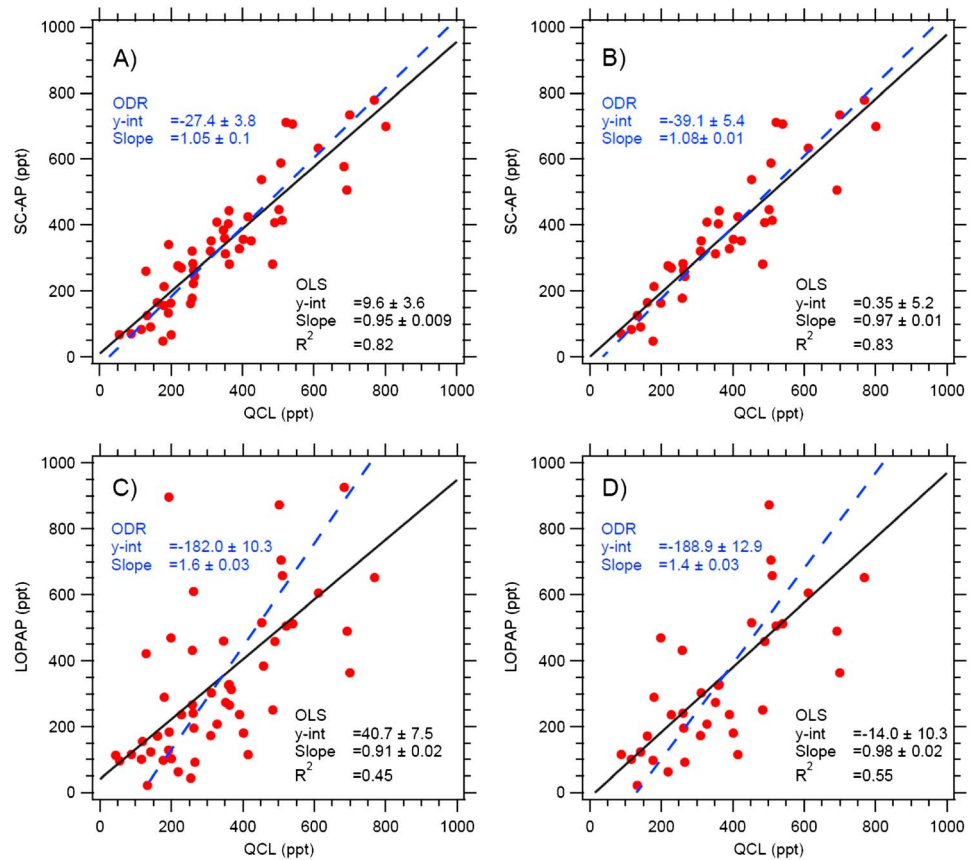 A)
ODR
y-int =-27.4 ± 3.8
Slope =1.05 ± 0.1
OLS
y-int =9.6 ± 3.6
Slope =0.95 ± 0.009
R² =0.82
SC-AP (ppt)
1000
800
600
400
200
0
0 200 400 600 800 1000
QCL (ppt)
B)
ODR
y-int =-39.1 ± 5.4
Slope =1.08± 0.01
OLS
y-int =0.35 ± 5.2
Slope =0.97 ± 0.01
R² =0.83
SC-AP (ppt)
1000
800
600
400
200
0
0 200 400 600 800 1000
QCL (ppt)
C)
ODR
y-int =-182.0 ± 10.3
Slope =1.6 ± 0.03
OLS
y-int =40.7 ± 7.5
Slope =0.91 ± 0.02
R² =0.45
LOPAP (ppt)
1000
800
600
400
200
0
0 200 400 600 800 1000
QCL (ppt)
D)
ODR
y-int =-188.9 ± 12.9
Slope =1.4 ± 0.03
OLS
y-int =-14.0 ± 10.3
Slope =0.98 ± 0.02
R² =0.55
LOPAP (ppt)
1000
800
600
400
200
0
0 200 400 600 800 1000
QCL (ppt)